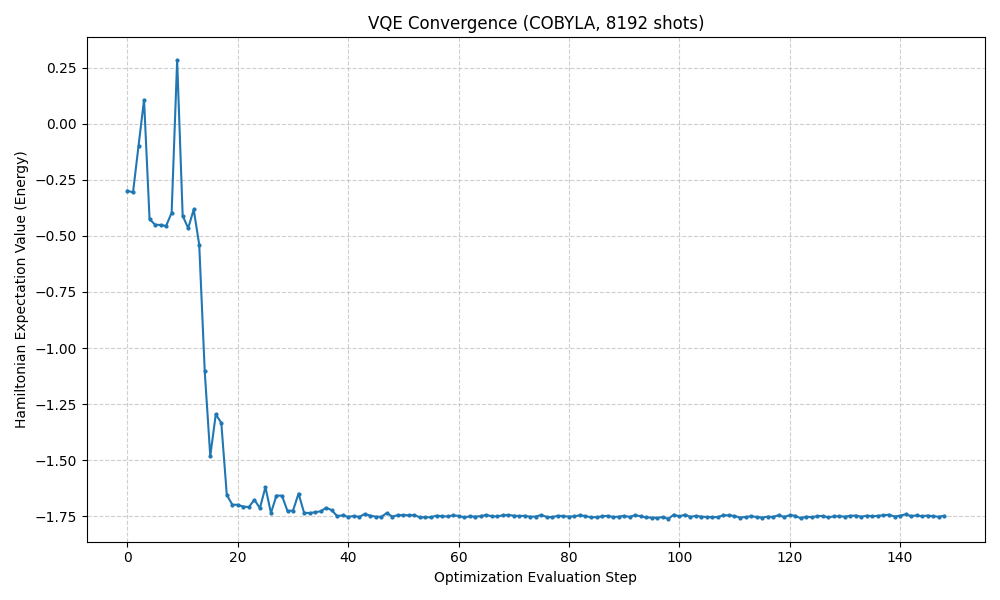 VQE Convergence (COBYLA, 8192 shots)
Hamiltonian Expectation Value (Energy)
0.25
0.00
−0.25
−0.50
−0.75
−1.00
−1.25
−1.50
−1.75
0 20 40 60 80 100 120 140
Optimization Evaluation Step